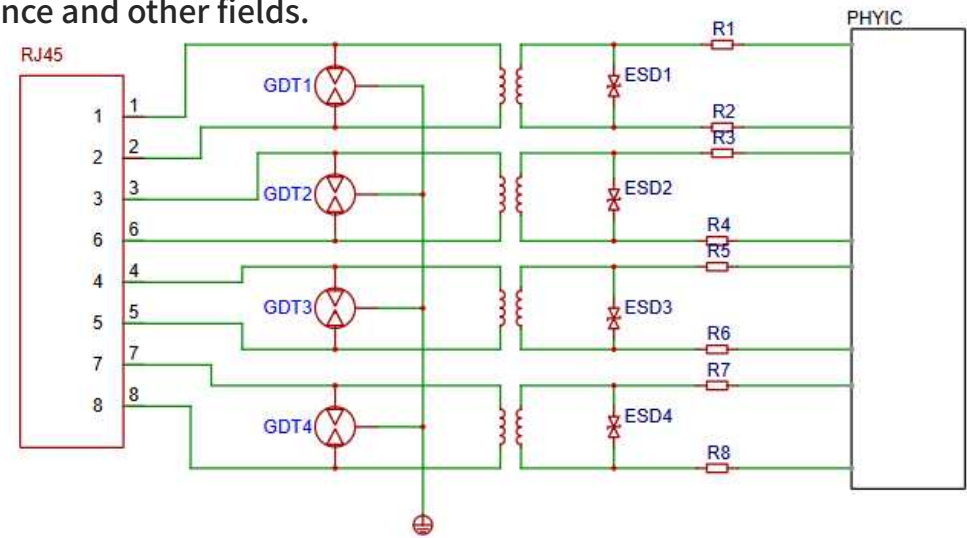 nce and other fields.
PHYIC
R1
RJ45
GDT1
ESD1
1 1
R2
2 2
R3
3 3
GDT2
ESD2
6 6
R4
R5
4 4
GDT3
ESD3
5 5
R6
7 7
R7
8 8
GDT4
ESD4
R8